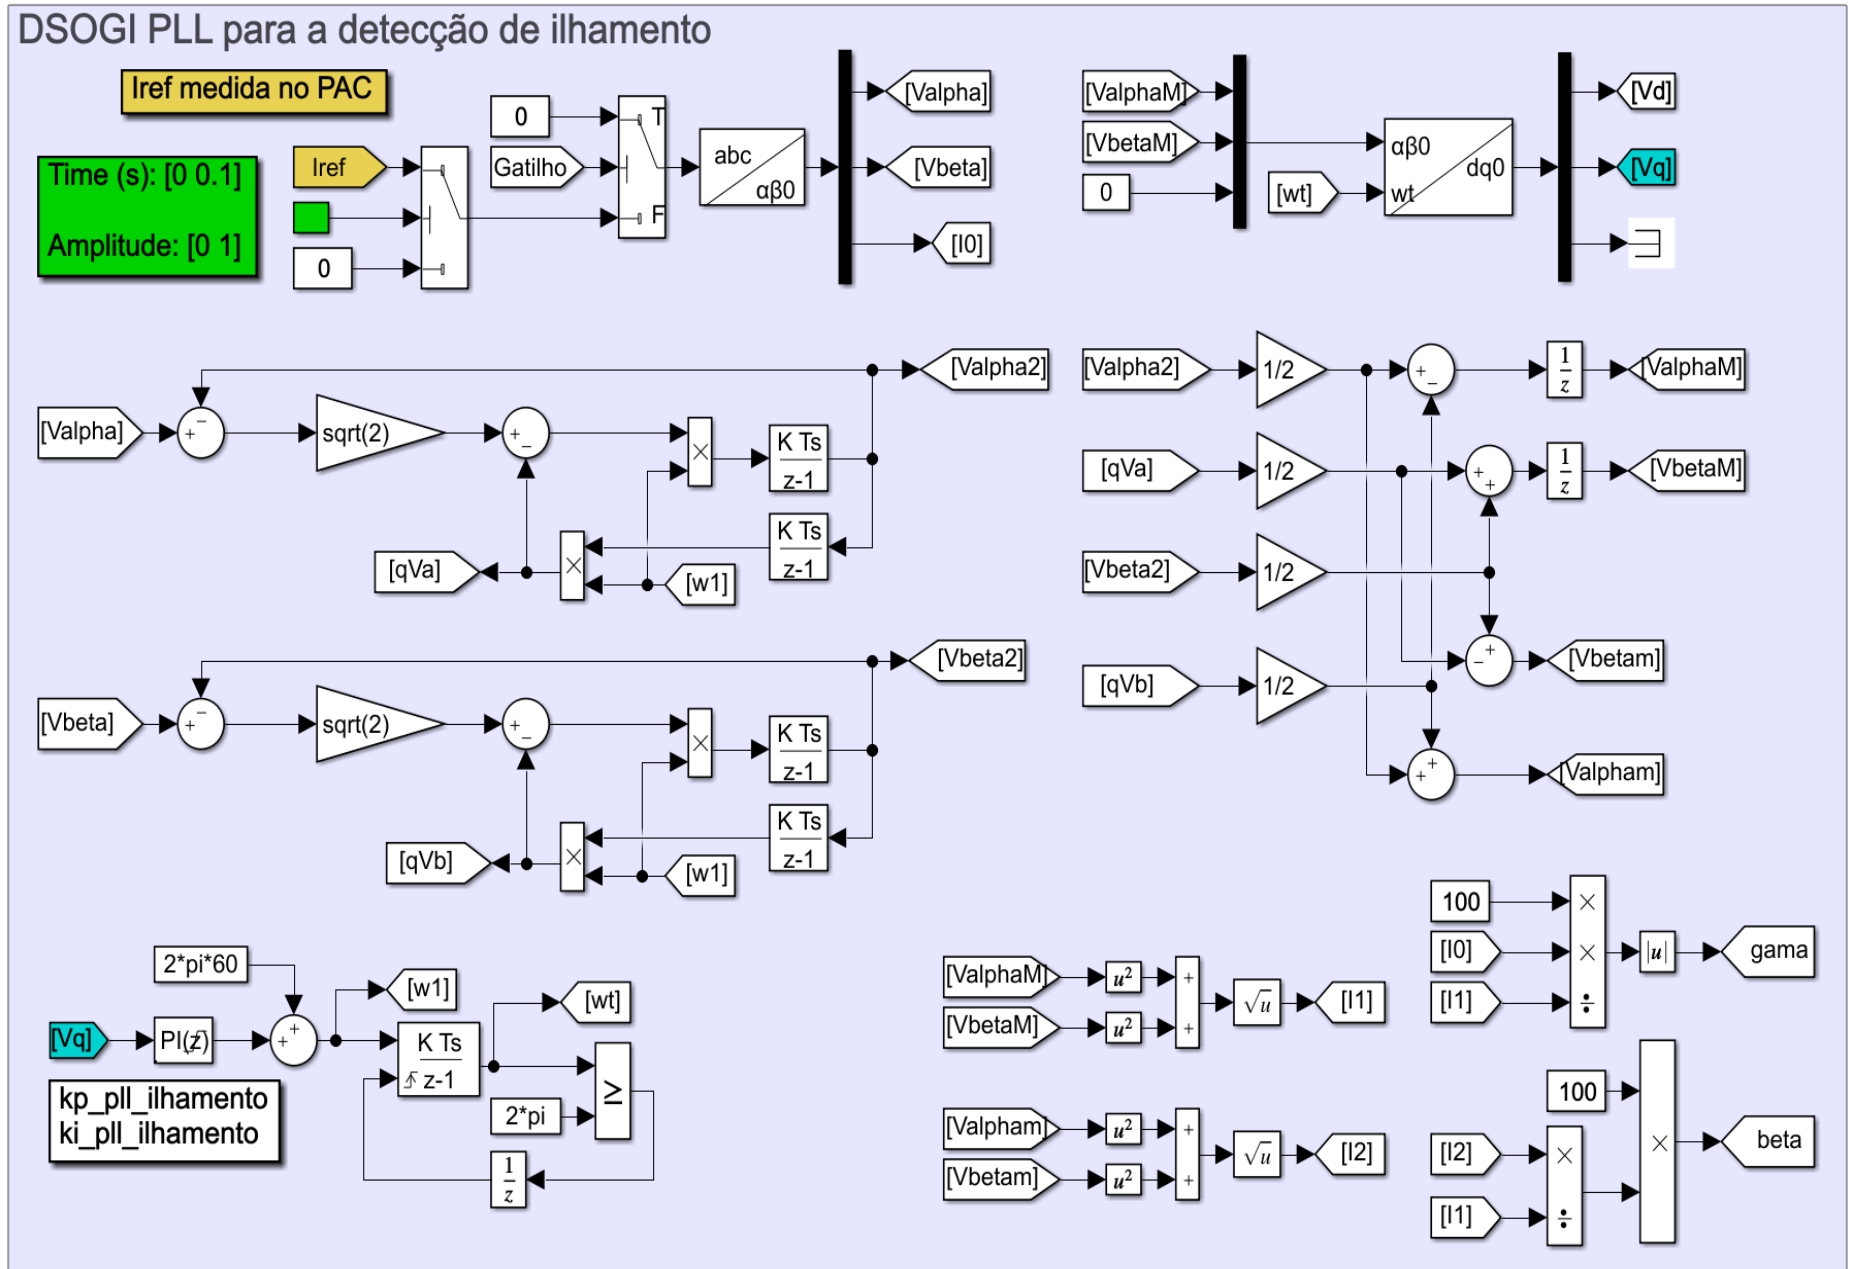 DSOGI PLL para a detecção de ilhamento
Iref medida no PAC
Time (s): [0 0.1]
Amplitude: [0 1]
Iref
0
0
Gatilho
T
F
abc
αβ0
[Valpha]
[Vbeta]
[I0]
[ValphaM]
[VbetaM]
0
[wt]
αβ0
wt
dq0
[Vd]
[Vq]
[Valpha]
+
−
sqrt(2)
+
−
×
K Ts
z-1
K Ts
z-1
×
[qVa]
[w1]
[Valpha2]
[Vbeta]
+
−
sqrt(2)
+
−
×
K Ts
z-1
K Ts
z-1
×
[qVb]
[w1]
[Vbeta2]
[Valpha2]
1/2
+
−
1
z
[ValphaM]
[qVa]
1/2
+
+
1
z
[VbetaM]
[Vbeta2]
1/2
−
+
[Vbetam]
[qVb]
1/2
+
+
[Valpham]
2*pi*60
[Vq]
PI(z)
+
+
[w1]
K Ts
z-1
[wt]
2*pi
≥
1
z
kp_pll_ilhamento
ki_pll_ilhamento
[ValphaM]
u²
[VbetaM]
u²
+
+
√u
[I1]
[Valpham]
u²
[Vbetam]
u²
+
+
√u
[I2]
100
[I0]
[I1]
×
×
÷
|u|
gama
100
[I2]
[I1]
×
÷
×
beta